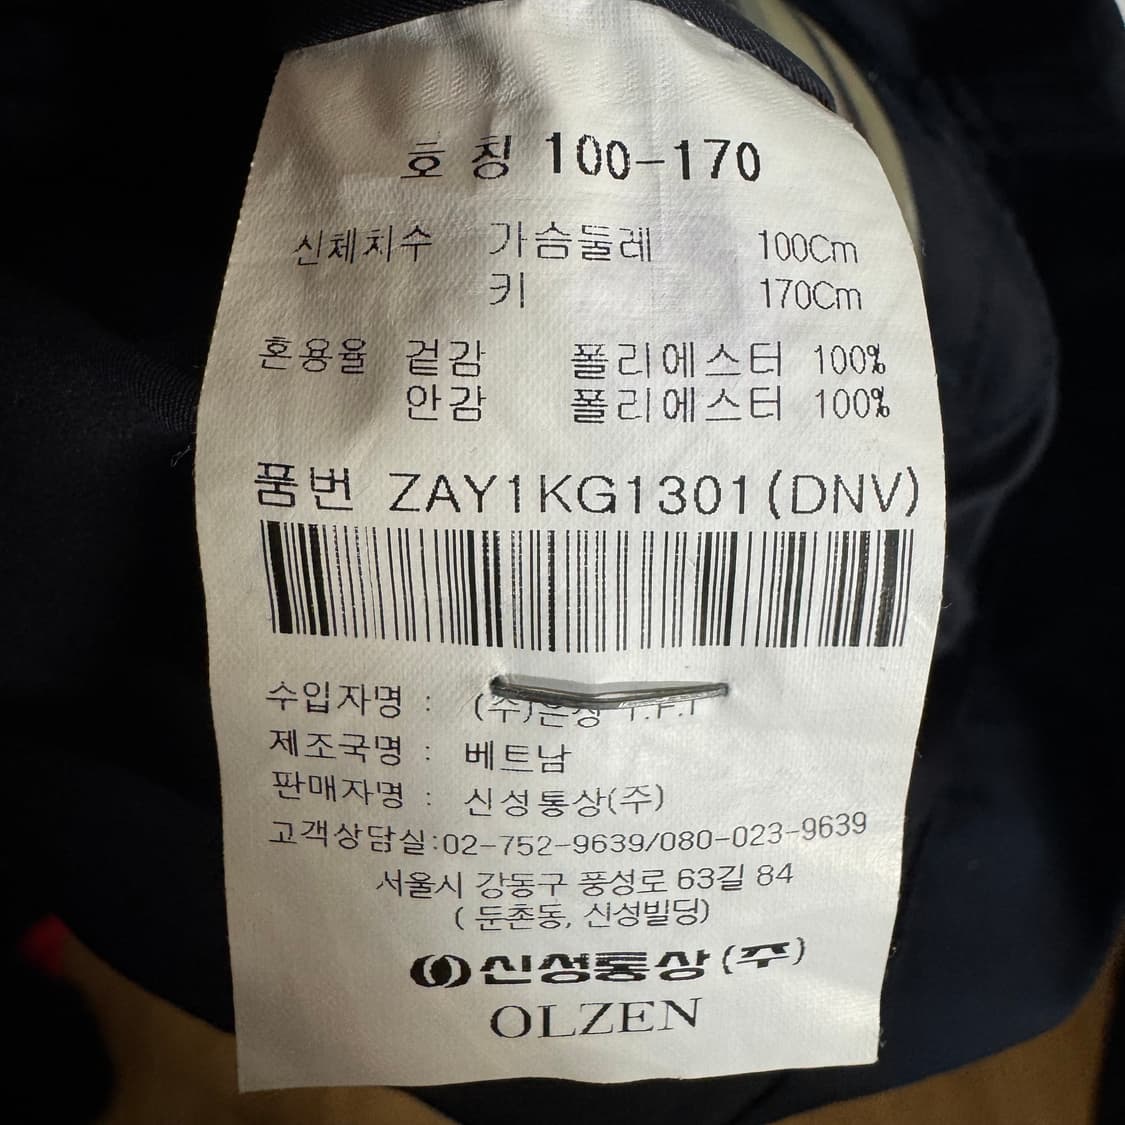 호 칭 100-170
신체치수 가슴둘레 100Cm
키 170Cm
혼용율 겉감 폴리에스터 100%
안감 폴리에스터 100%
품번 ZAY1KG1301(DNV)
수입자명 : (주)은상
제조국명 : 베트남
판매자명 : 신성통상(주)
고객상담실:02-752-9639/080-023-9639
서울시 강동구 풍성로 63길 84
( 둔촌동, 신성빌딩)
신성통상(주)
OLZEN